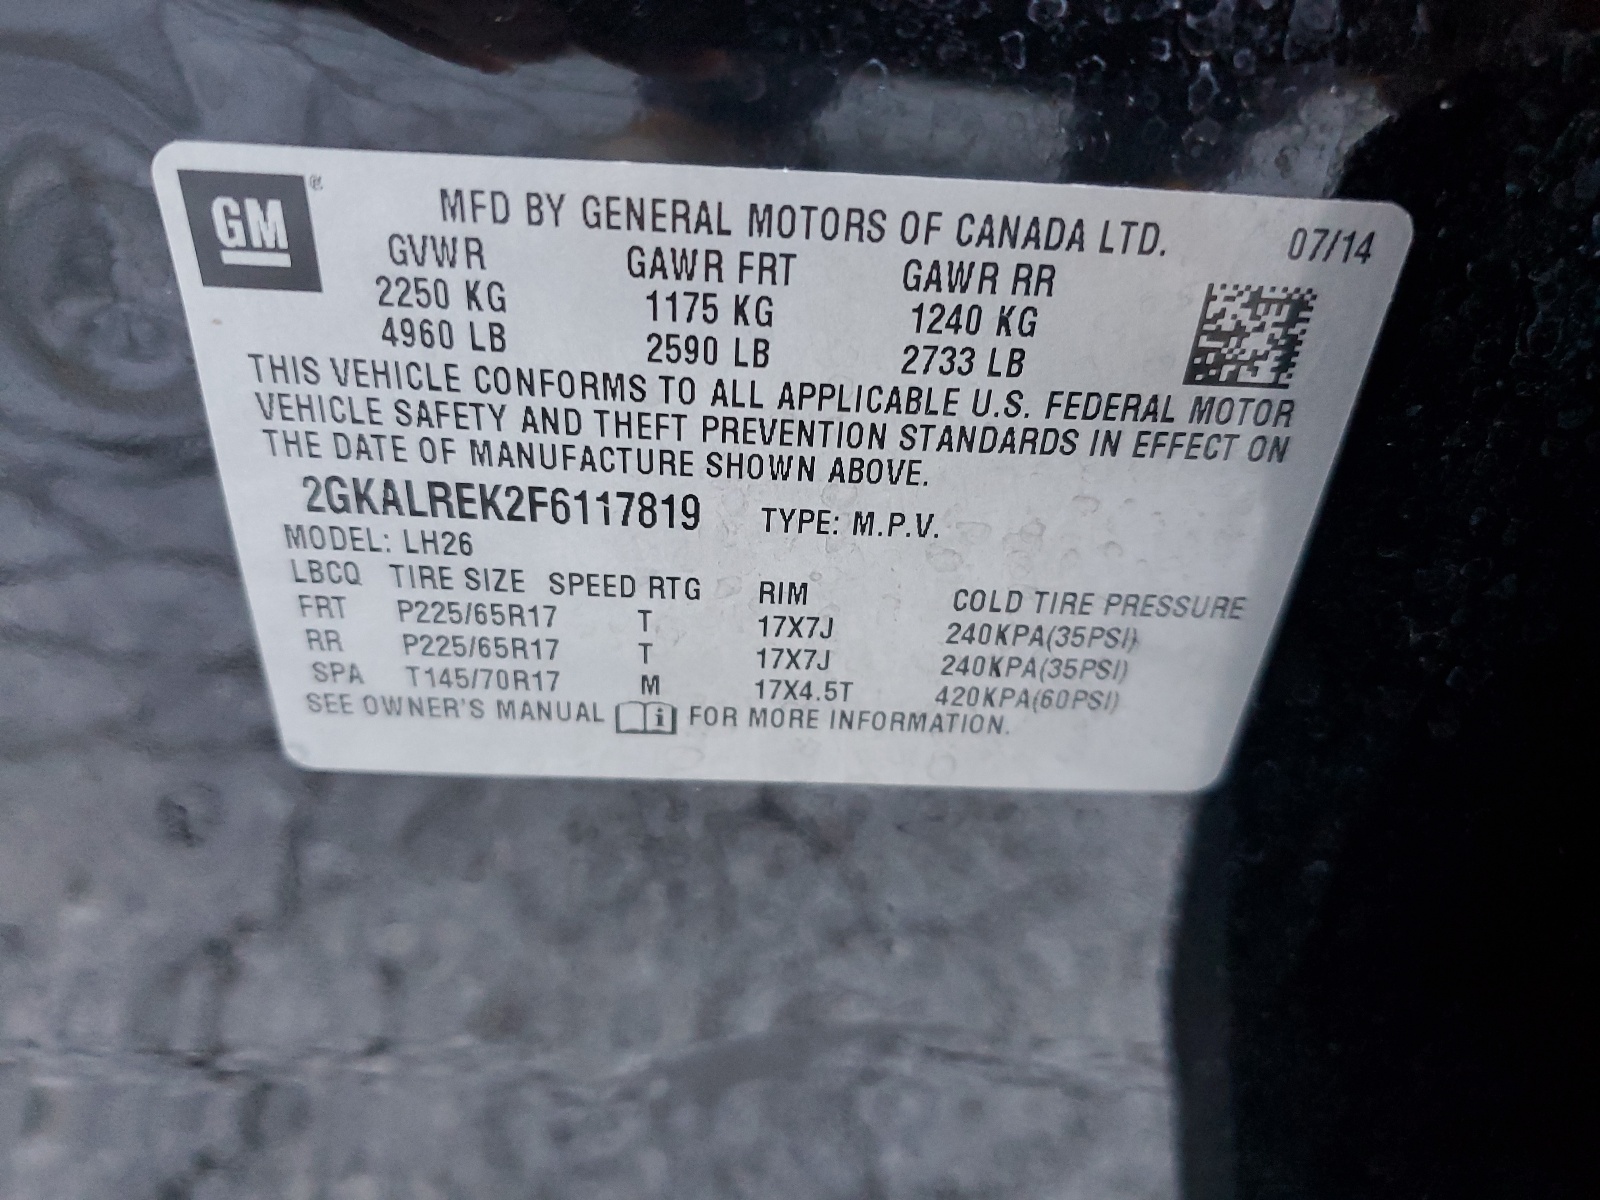 GM ®
MFD BY GENERAL MOTORS OF CANADA LTD. 07/14
GVWR GAWR FRT GAWR RR
2250 KG 1175 KG 1240 KG
4960 LB 2590 LB 2733 LB
THIS VEHICLE CONFORMS TO ALL APPLICABLE U.S. FEDERAL MOTOR
VEHICLE SAFETY AND THEFT PREVENTION STANDARDS IN EFFECT ON
THE DATE OF MANUFACTURE SHOWN ABOVE.
2GKALREK2F6117819 TYPE: M.P.V.
MODEL: LH26
LBCQ TIRE SIZE SPEED RTG RIM COLD TIRE PRESSURE
FRT P225/65R17 T 17X7J 240KPA(35PSI)
RR P225/65R17 T 17X7J 240KPA(35PSI)
SPA T145/70R17 M 17X4.5T 420KPA(60PSI)
SEE OWNER'S MANUAL i FOR MORE INFORMATION.